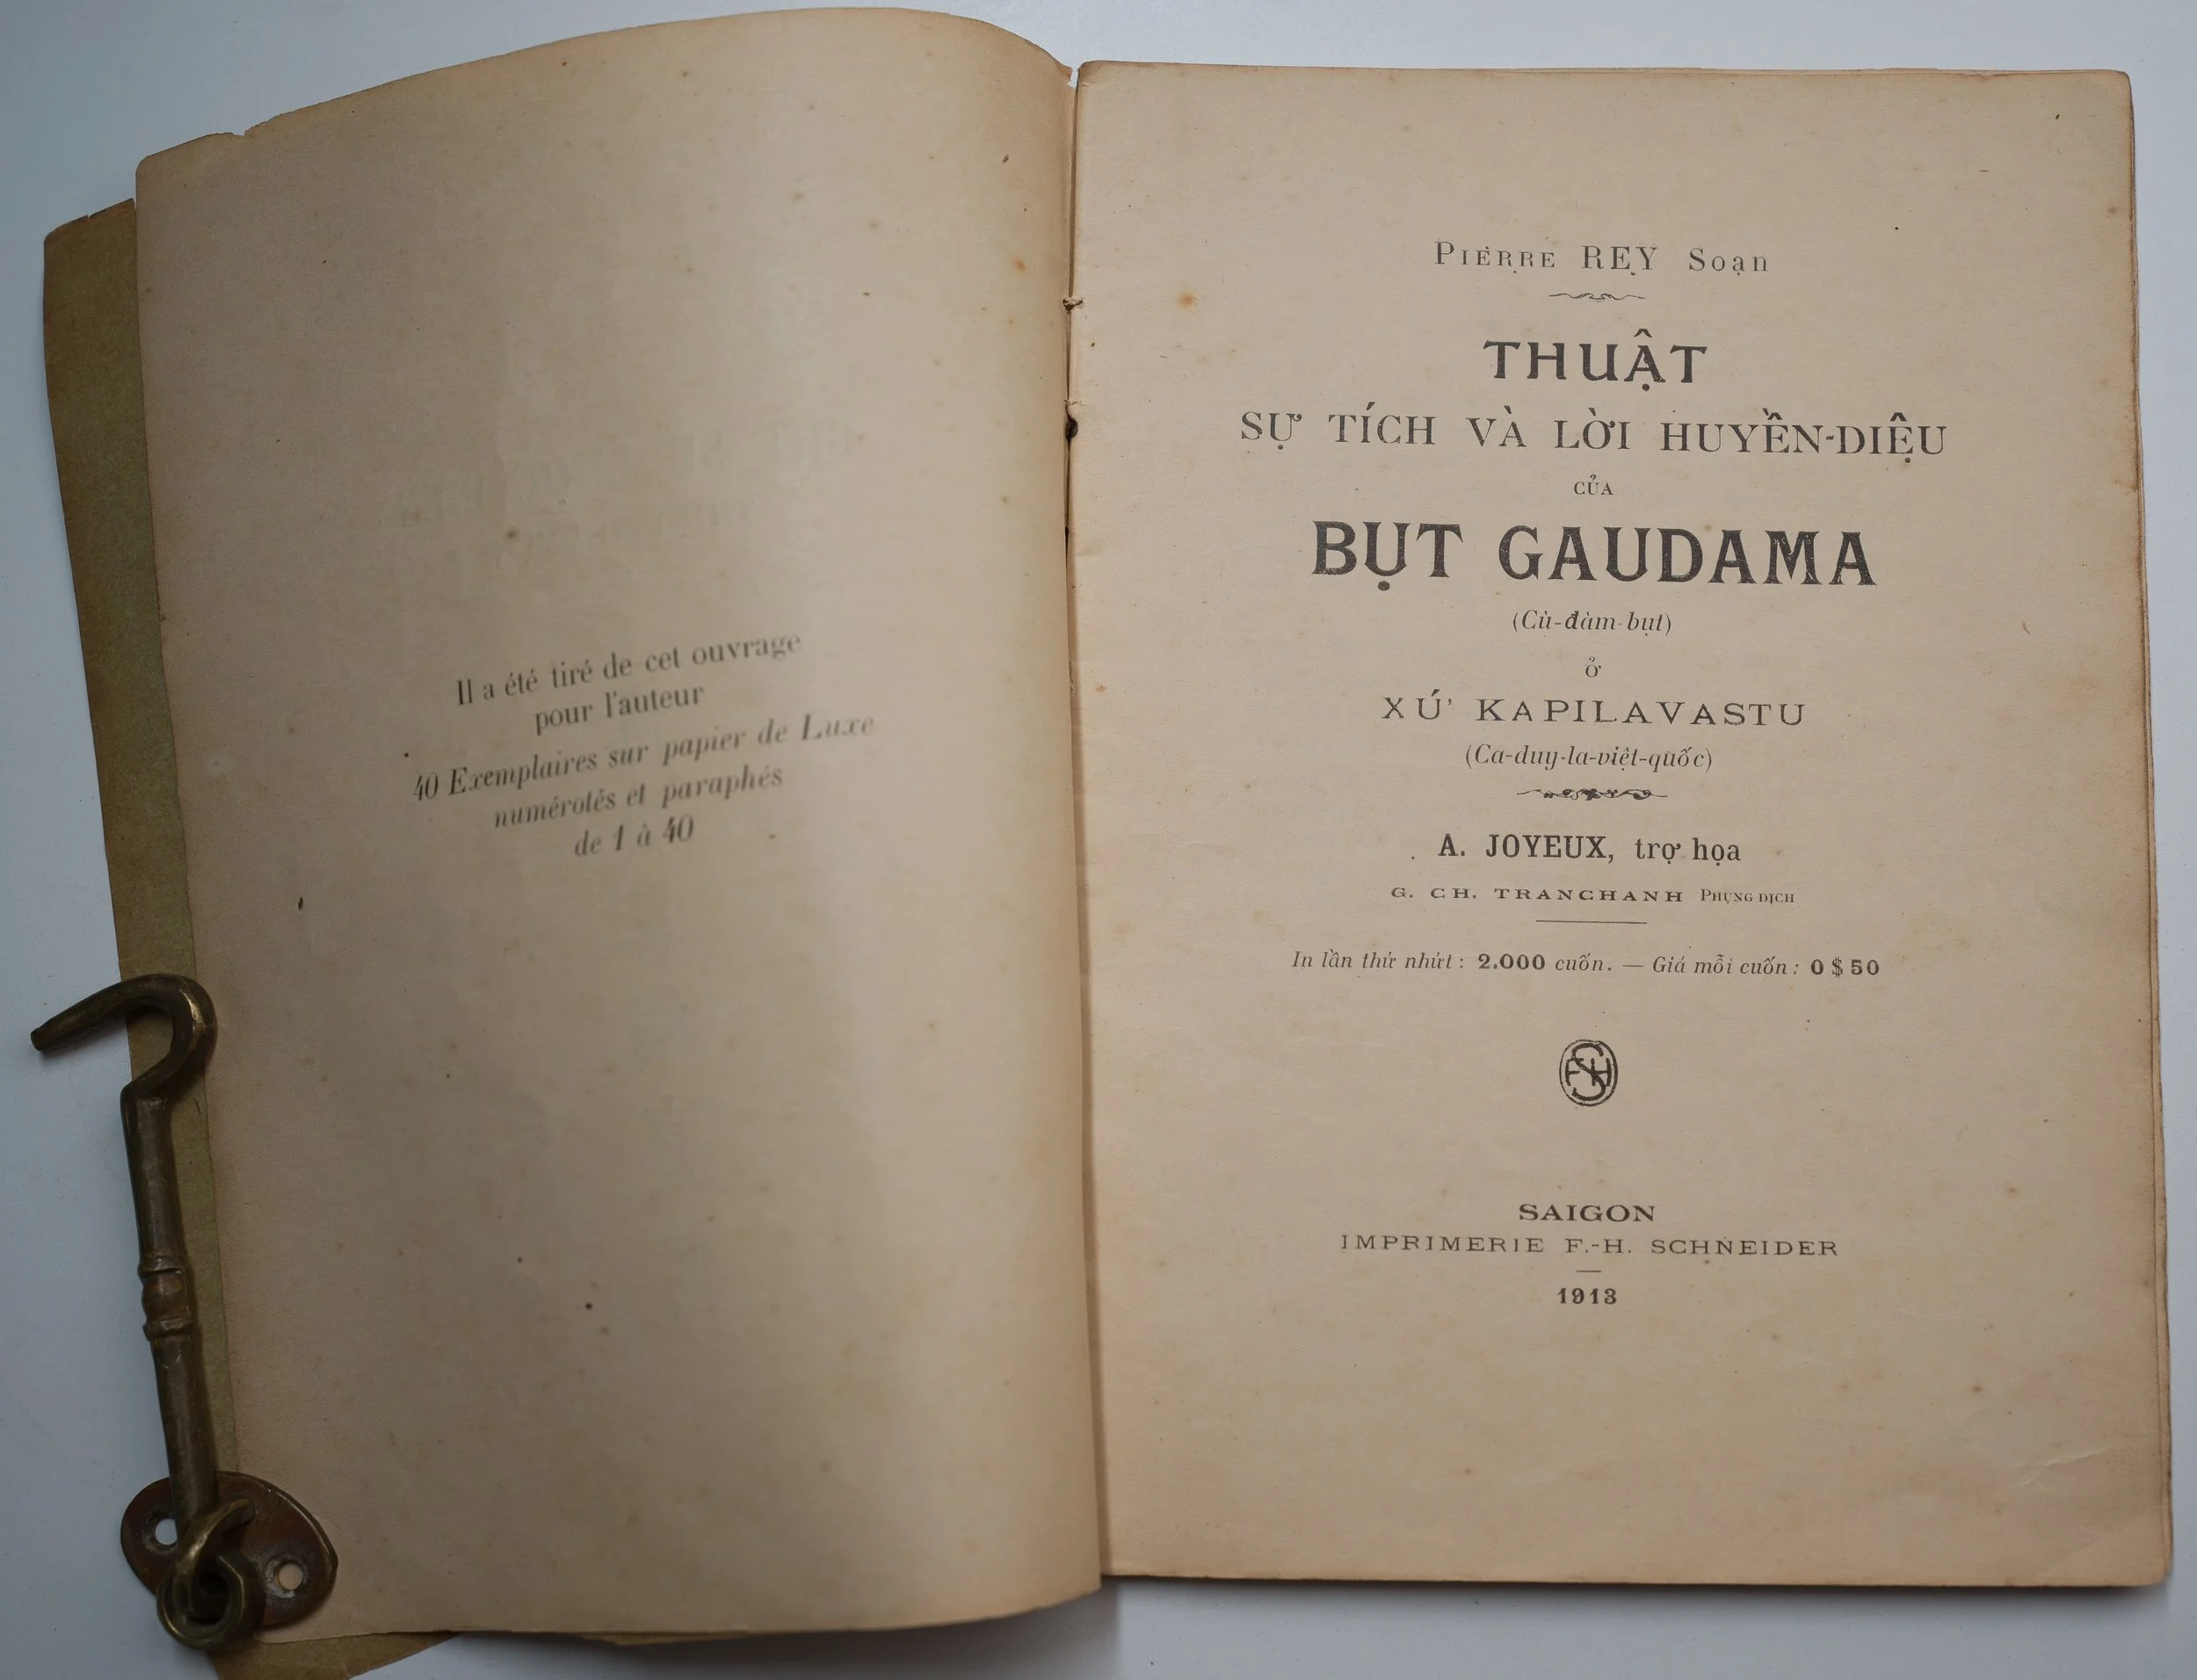 Il a été tiré de cet ouvrage
pour l'auteur
40 Exemplaires sur papier de Luxe
numérotés et paraphés
de 1 à 40
PIERRE REY Soạn
THUẬT
SỰ TÍCH VÀ LỜI HUYỀN-DIỆU
CỦA
BỤT GAUDAMA
(Cù-đàm-bụt)
Ở
XỨ KAPILAVASTU
(Ca-duy-la-việt-quốc)
A. JOYEUX, trợ họa
G. CH. TRANCHANH PHỤNG DỊCH
In lần thứ nhứt : 2.000 cuốn. — Giá mỗi cuốn : 0 $ 50
FHS
SAIGON
IMPRIMERIE F.-H. SCHNEIDER
1913